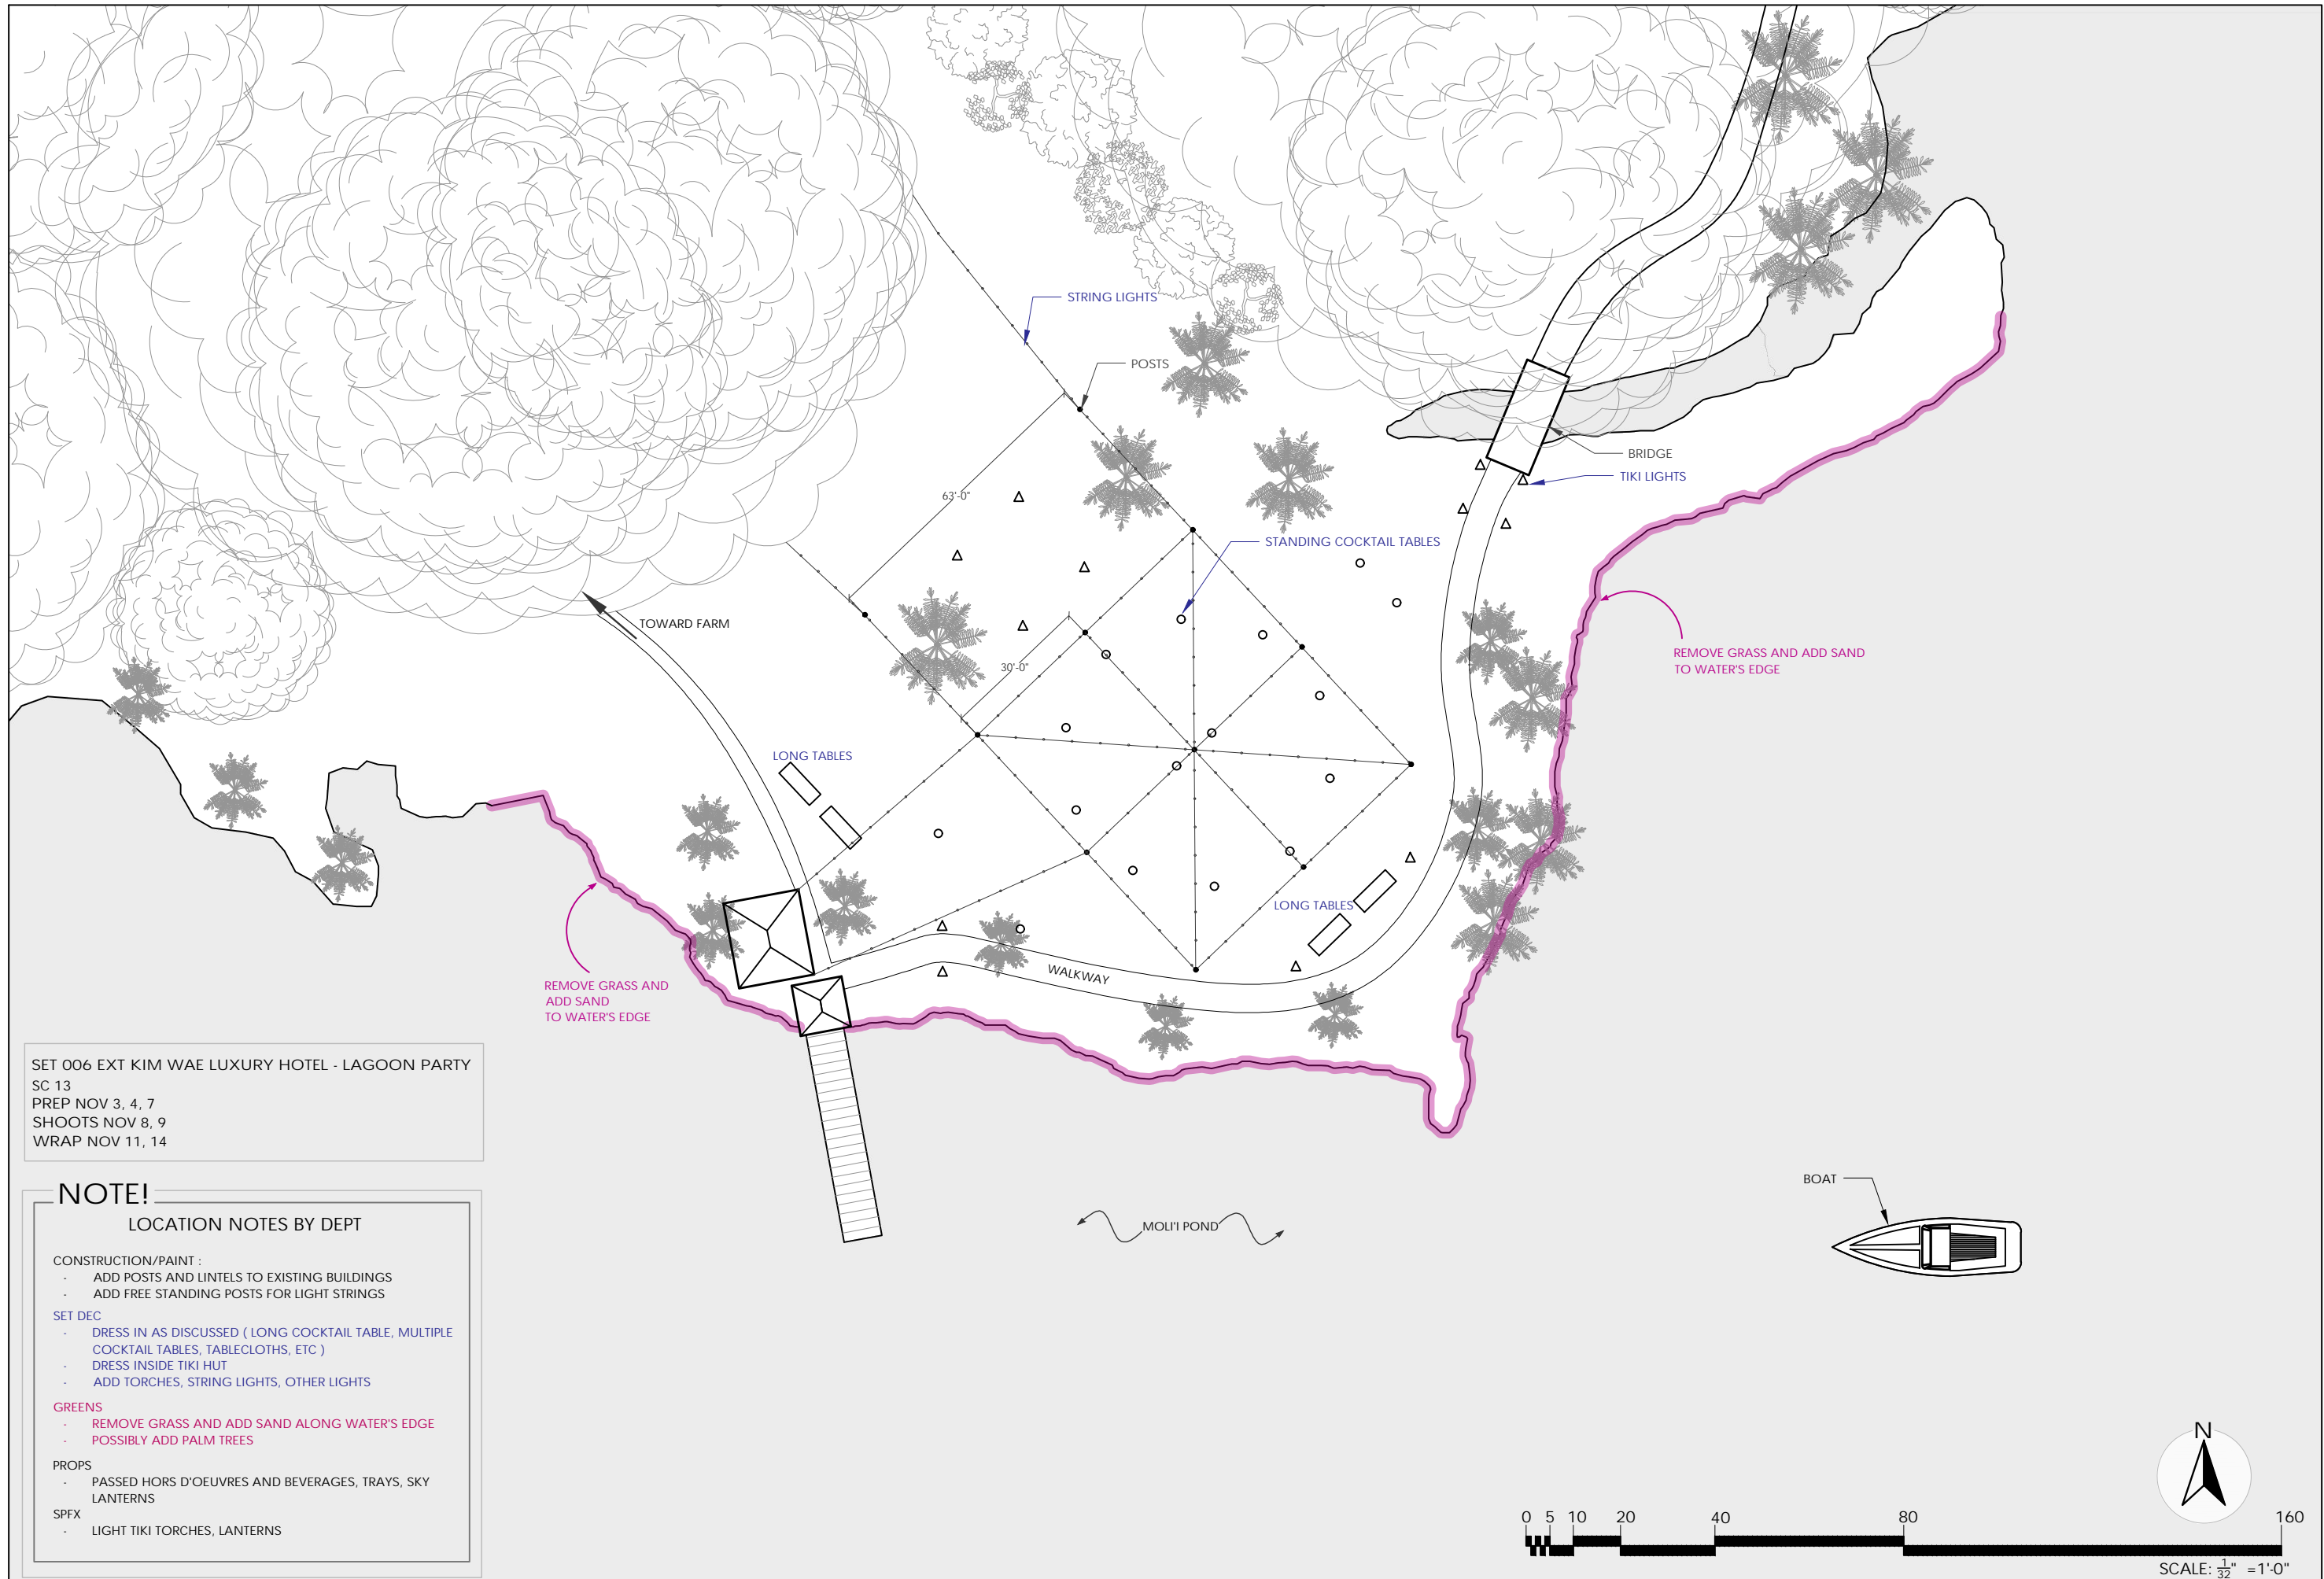 STRING LIGHTS
POSTS
BRIDGE
TIKI LIGHTS
63'-0"
STANDING COCKTAIL TABLES
TOWARD FARM
30'-0"
REMOVE GRASS AND ADD SAND
TO WATER'S EDGE
LONG TABLES
LONG TABLES
WALKWAY
REMOVE GRASS AND
ADD SAND
TO WATER'S EDGE
SET 006 EXT KIM WAE LUXURY HOTEL - LAGOON PARTY
SC 13
PREP NOV 3, 4, 7
SHOOTS NOV 8, 9
WRAP NOV 11, 14
BOAT
MOLI'I POND
NOTE!
LOCATION NOTES BY DEPT
CONSTRUCTION/PAINT :
- ADD POSTS AND LINTELS TO EXISTING BUILDINGS
- ADD FREE STANDING POSTS FOR LIGHT STRINGS
SET DEC
- DRESS IN AS DISCUSSED ( LONG COCKTAIL TABLE, MULTIPLE
COCKTAIL TABLES, TABLECLOTHS, ETC )
- DRESS INSIDE TIKI HUT
- ADD TORCHES, STRING LIGHTS, OTHER LIGHTS
GREENS
- REMOVE GRASS AND ADD SAND ALONG WATER'S EDGE
- POSSIBLY ADD PALM TREES
PROPS
- PASSED HORS D'OEUVRES AND BEVERAGES, TRAYS, SKY
LANTERNS
SPFX
- LIGHT TIKI TORCHES, LANTERNS
N
0 5 10 20 40 80 160
SCALE: 1/32" =1'-0"